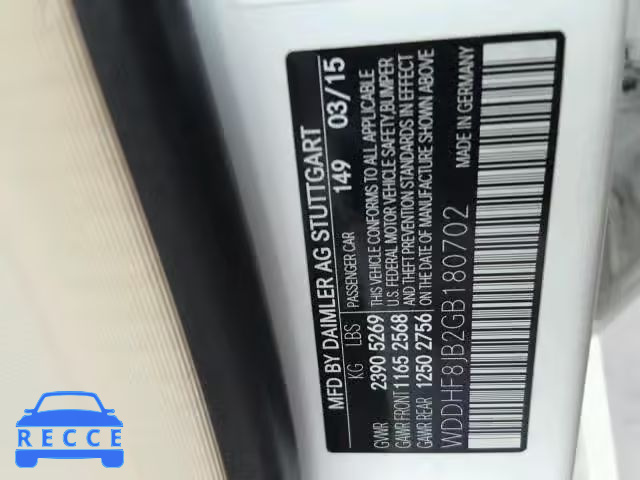 MFD BY DAIMLER AG STUTTGART
149 03/15
KG LBS PASSENGER CAR
GVWR 2390 5269 THIS VEHICLE CONFORMS TO ALL APPLICABLE
GAWR FRONT 1165 2568 U.S. FEDERAL MOTOR VEHICLE SAFETY, BUMPER
GAWR REAR 1250 2756 AND THEFT PREVENTION STANDARDS IN EFFECT
ON THE DATE OF MANUFACTURE SHOWN ABOVE
WDDHF8JB2GB180702 MADE IN GERMANY
RECCE